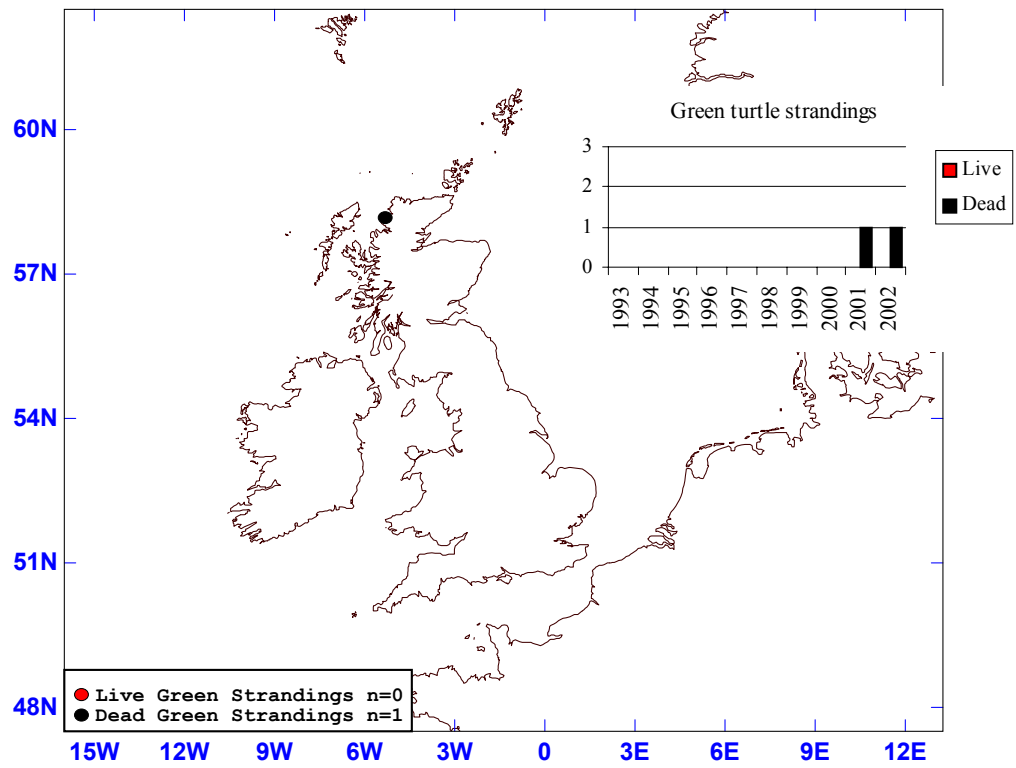 Green turtle strandings
3
2
1
0
1993
1994
1995
1996
1997
1998
1999
2000
2001
2002
Live
Dead
60N
57N
54N
51N
48N
Live Green Strandings n=0
Dead Green Strandings n=1
15W 12W 9W 6W 3W 0 3E 6E 9E 12E